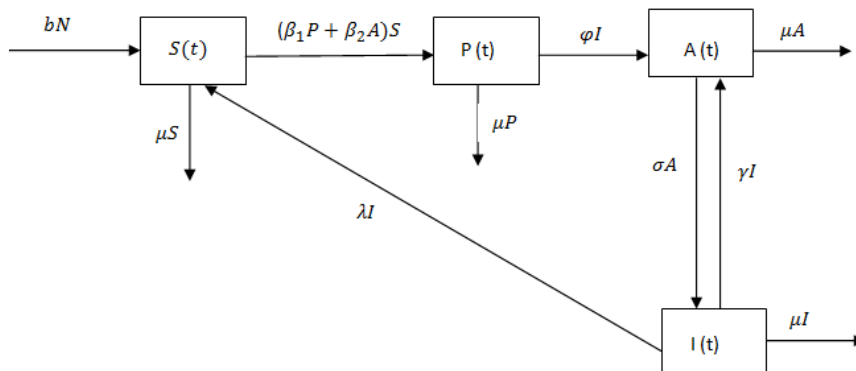 bN
S(t)
(β₁P + β₂A)S
P (t)
φI
A (t)
μA
μS
μP
σA
γI
λI
I (t)
μI